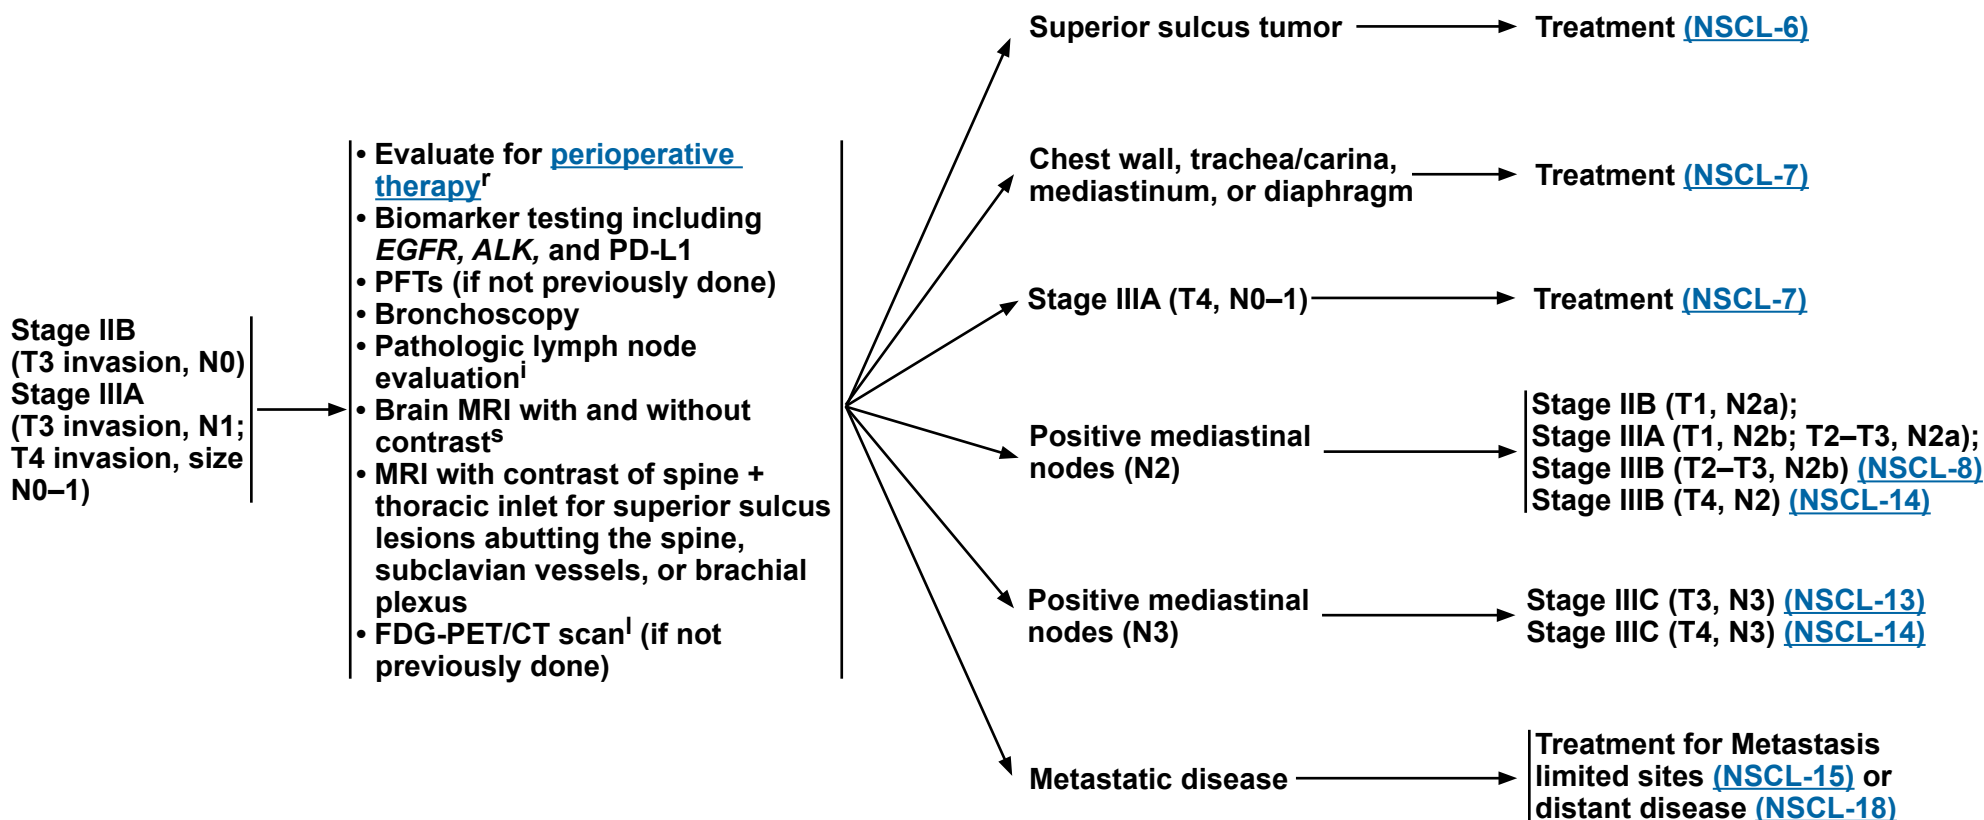 Stage IIB
(T3 invasion, N0)
Stage IIIA
(T3 invasion, N1;
T4 invasion, size
N0–1)
• Evaluate for perioperative
therapyʳ
• Biomarker testing including
EGFR, ALK, and PD-L1
• PFTs (if not previously done)
• Bronchoscopy
• Pathologic lymph node
evaluationⁱ
• Brain MRI with and without
contrastˢ
• MRI with contrast of spine +
thoracic inlet for superior sulcus
lesions abutting the spine,
subclavian vessels, or brachial
plexus
• FDG-PET/CT scanˡ (if not
previously done)
Superior sulcus tumor
Treatment (NSCL-6)
Chest wall, trachea/carina,
mediastinum, or diaphragm
Treatment (NSCL-7)
Stage IIIA (T4, N0–1)
Treatment (NSCL-7)
Positive mediastinal
nodes (N2)
Stage IIB (T1, N2a);
Stage IIIA (T1, N2b; T2–T3, N2a);
Stage IIIB (T2–T3, N2b) (NSCL-8)
Stage IIIB (T4, N2) (NSCL-14)
Positive mediastinal
nodes (N3)
Stage IIIC (T3, N3) (NSCL-13)
Stage IIIC (T4, N3) (NSCL-14)
Metastatic disease
Treatment for Metastasis
limited sites (NSCL-15) or
distant disease (NSCL-18)